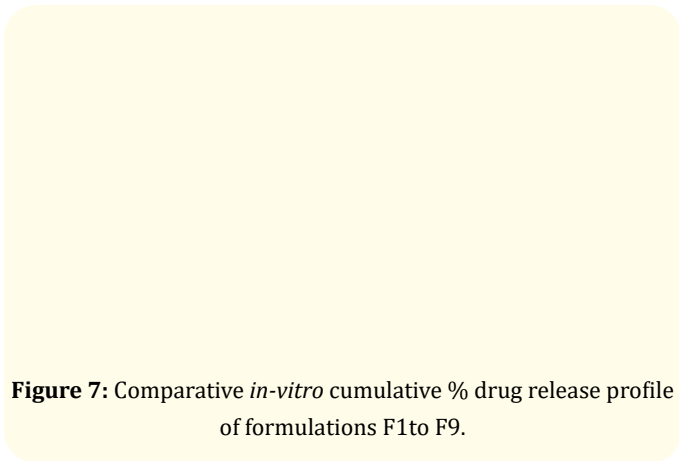 Figure 7: Comparative in-vitro cumulative % drug release profile
of formulations F1to F9.